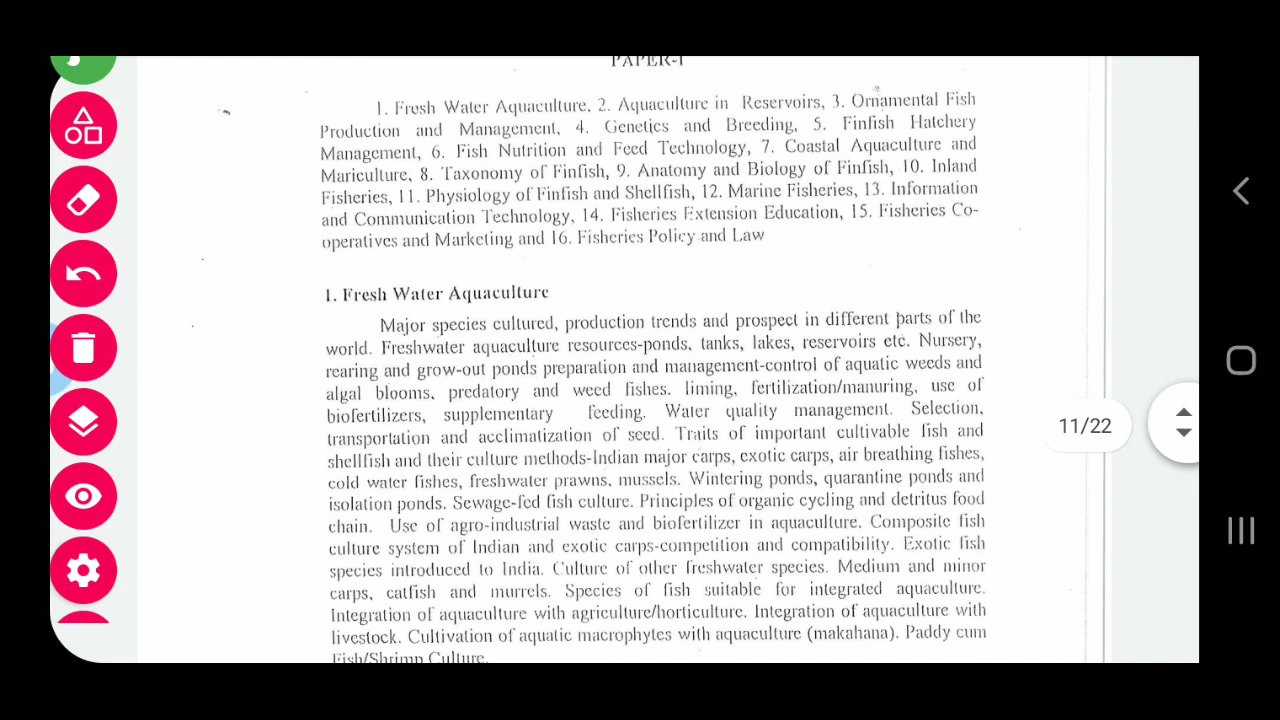 PAPER-I
1. Fresh Water Aquaculture, 2. Aquaculture in Reservoirs, 3. Ornamental Fish
Production and Management, 4. Genetics and Breeding, 5. Finfish Hatchery
Management, 6. Fish Nutrition and Feed Technology, 7. Coastal Aquaculture and
Mariculture, 8. Taxonomy of Finfish, 9. Anatomy and Biology of Finfish, 10. Inland
Fisheries, 11. Physiology of Finfish and Shellfish, 12. Marine Fisheries, 13. Information
and Communication Technology, 14. Fisheries Extension Education, 15. Fisheries Co-
operatives and Marketing and 16. Fisheries Policy and Law
1. Fresh Water Aquaculture
Major species cultured, production trends and prospect in different parts of the
world. Freshwater aquaculture resources-ponds, tanks, lakes, reservoirs etc. Nursery,
rearing and grow-out ponds preparation and management-control of aquatic weeds and
algal blooms, predatory and weed fishes, liming, fertilization/manuring, use of
biofertilizers, supplementary feeding. Water quality management. Selection,
transportation and acclimatization of seed. Traits of important cultivable fish and
shellfish and their culture methods-Indian major carps, exotic carps, air breathing fishes,
cold water fishes, freshwater prawns, mussels. Wintering ponds, quarantine ponds and
isolation ponds. Sewage-fed fish culture. Principles of organic cycling and detritus food
chain. Use of agro-industrial waste and biofertilizer in aquaculture. Composite fish
culture system of Indian and exotic carps-competition and compatibility. Exotic fish
species introduced to India. Culture of other freshwater species. Medium and minor
carps, catfish and murrels. Species of fish suitable for integrated aquaculture.
Integration of aquaculture with agriculture/horticulture. Integration of aquaculture with
livestock. Cultivation of aquatic macrophytes with aquaculture (makahana). Paddy cum
Fish/Shrimp Culture.
11/22